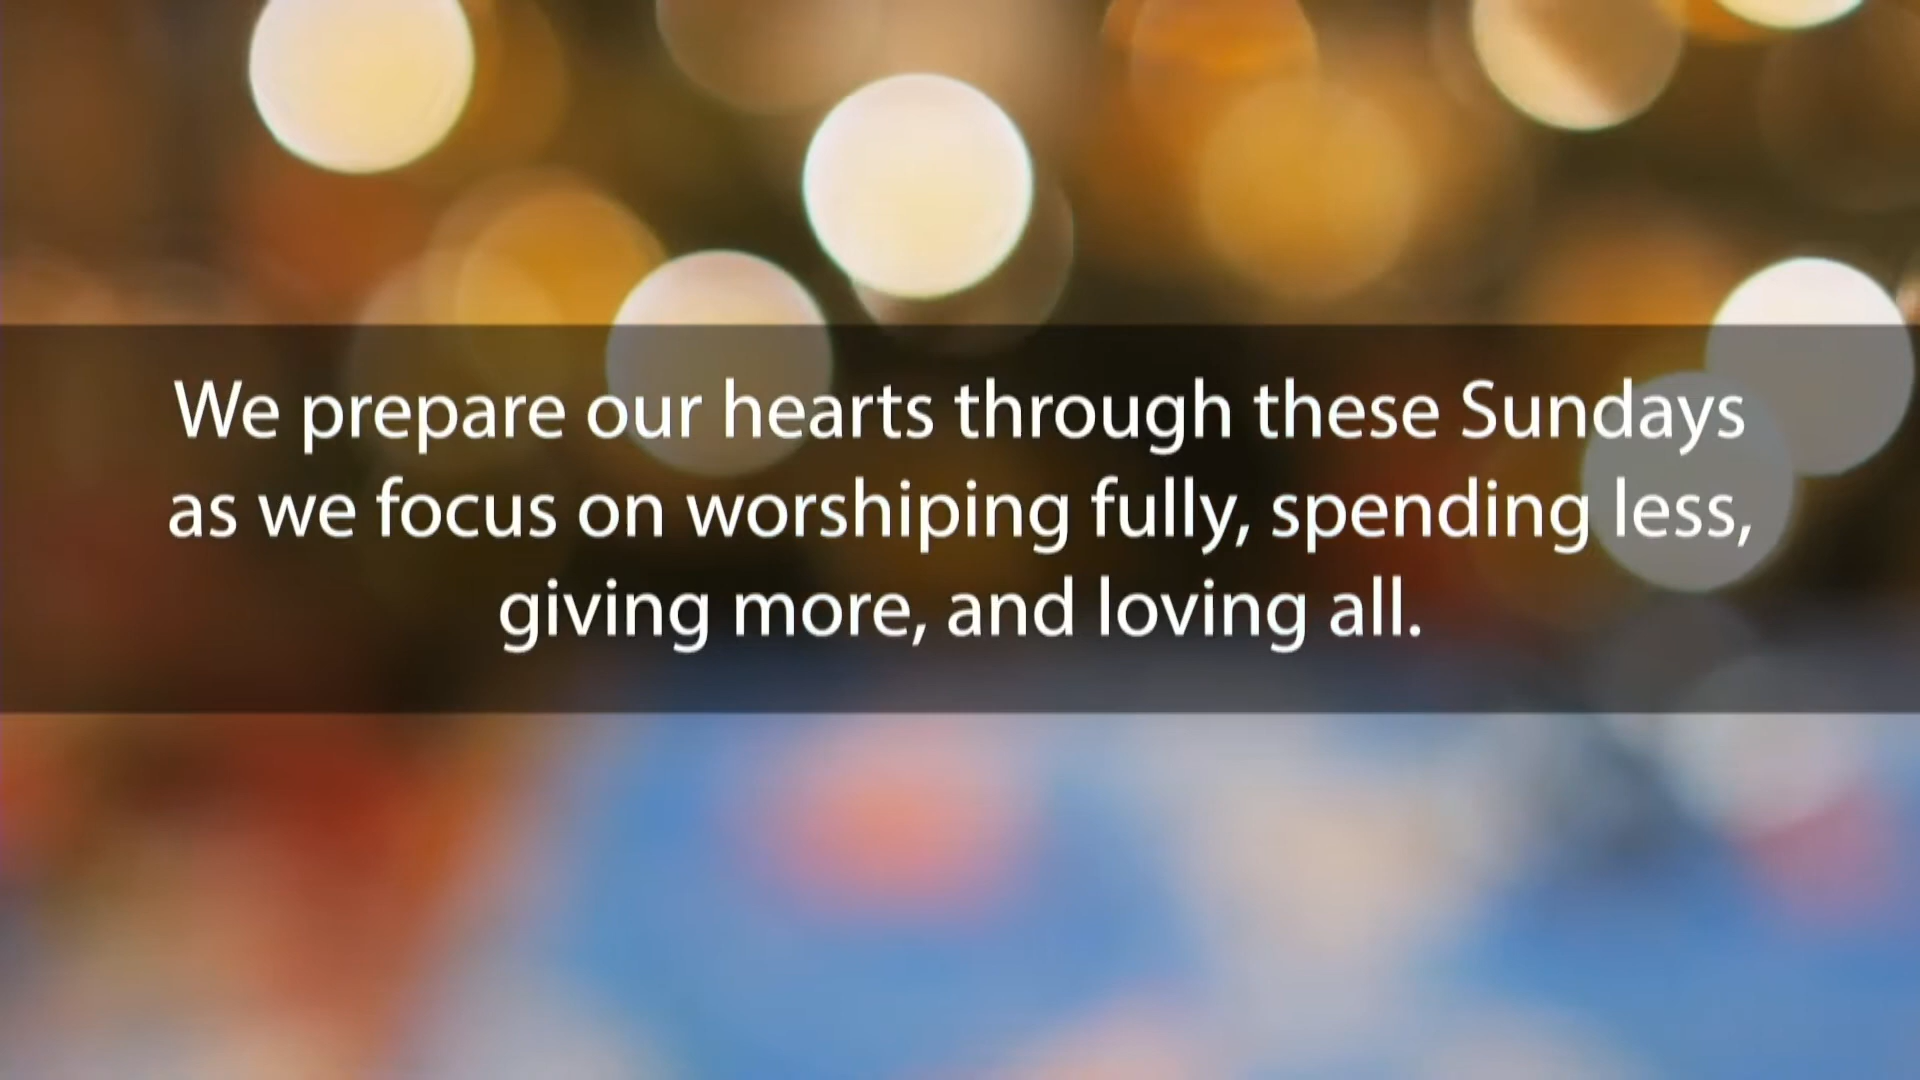 We prepare our hearts through these Sundays
as we focus on worshiping fully, spending less,
giving more, and loving all.